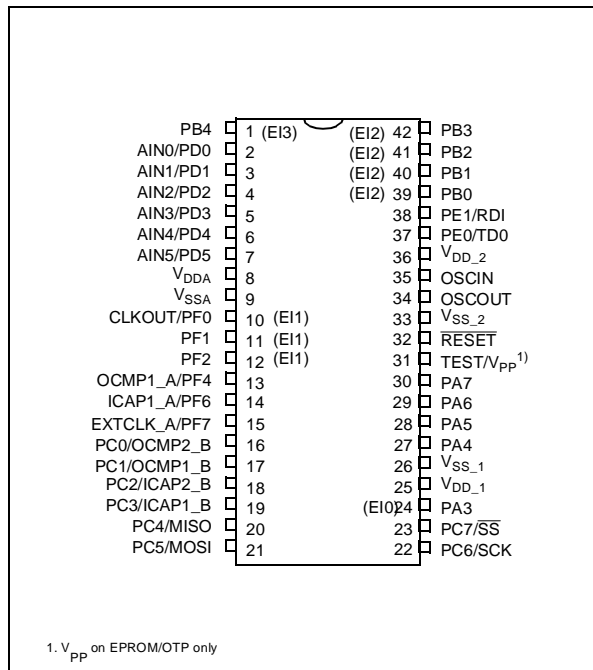 PB4 1 (EI3) (EI2) 42 PB3
AIN0/PD0 2 (EI2) 41 PB2
AIN1/PD1 3 (EI2) 40 PB1
AIN2/PD2 4 (EI2) 39 PB0
AIN3/PD3 5 38 PE1/RDI
AIN4/PD4 6 37 PE0/TD0
AIN5/PD5 7 36 VDD_2
VDDA 8 35 OSCIN
VSSA 9 34 OSCOUT
CLKOUT/PF0 10 (EI1) 33 VSS_2
PF1 11 (EI1) 32 RESET
PF2 12 (EI1) 31 TEST/VPP1)
OCMP1_A/PF4 13 30 PA7
ICAP1_A/PF6 14 29 PA6
EXTCLK_A/PF7 15 28 PA5
PC0/OCMP2_B 16 27 PA4
PC1/OCMP1_B 17 26 VSS_1
PC2/ICAP2_B 18 25 VDD_1
PC3/ICAP1_B 19 (EI0) 24 PA3
PC4/MISO 20 23 PC7/SS
PC5/MOSI 21 22 PC6/SCK
1. VPP on EPROM/OTP only